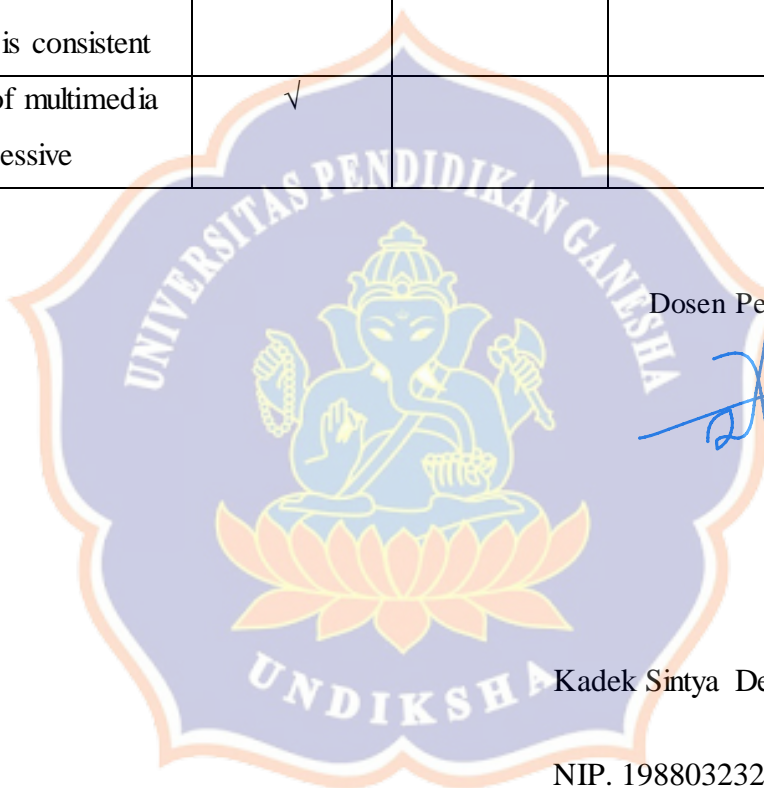 is consistent
of multimedia √
essive
UNIVERSITAS PENDIDIKAN GANESHA
Dosen Pe
UNDIKSHA
Kadek Sintya De
NIP. 198803232